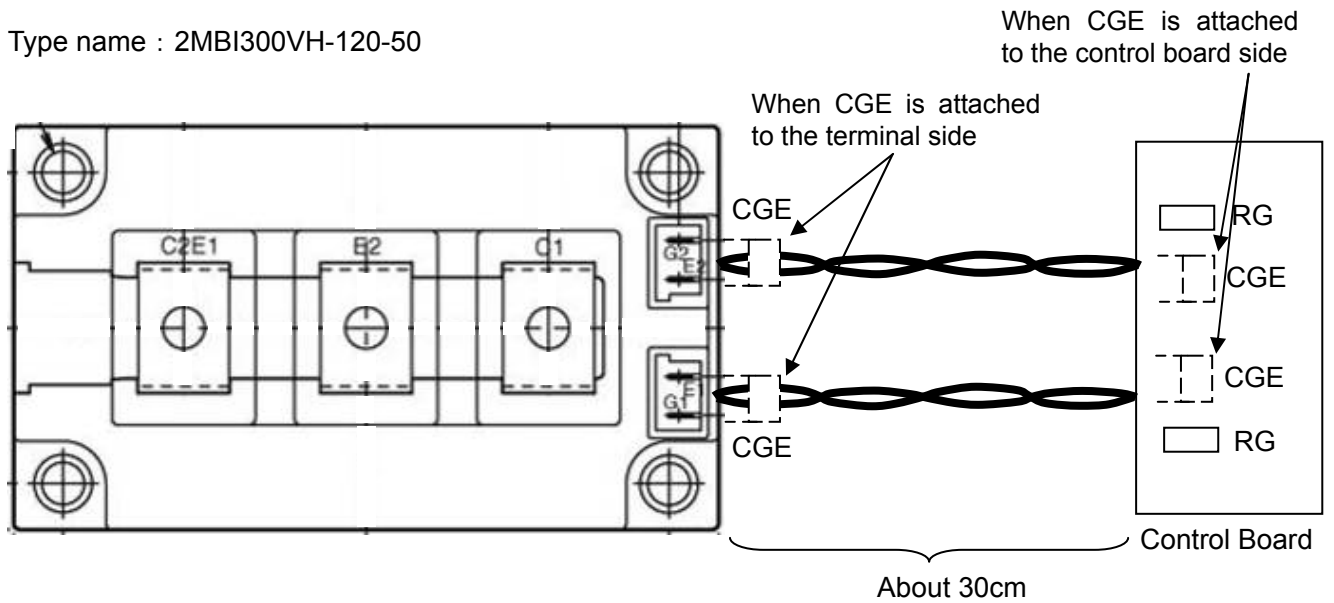 Type name : 2MBI300VH-120-50
When CGE is attached
to the control board side
When CGE is attached
to the terminal side
CGE
RG
C2E1
E2
C1
G2
E2
CGE
CGE
E1
G1
CGE
RG
Control Board
About 30cm